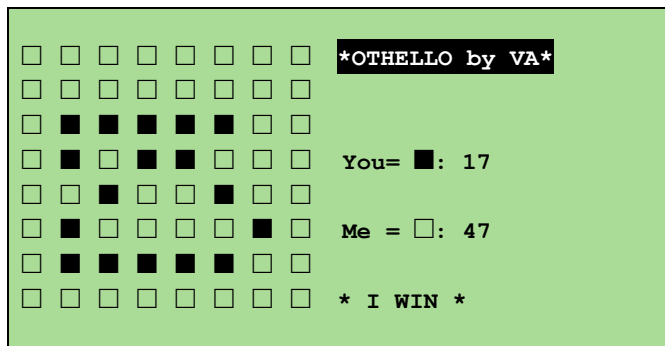 *OTHELLO by VA*
You= ■: 17
Me = □: 47
* I WIN *